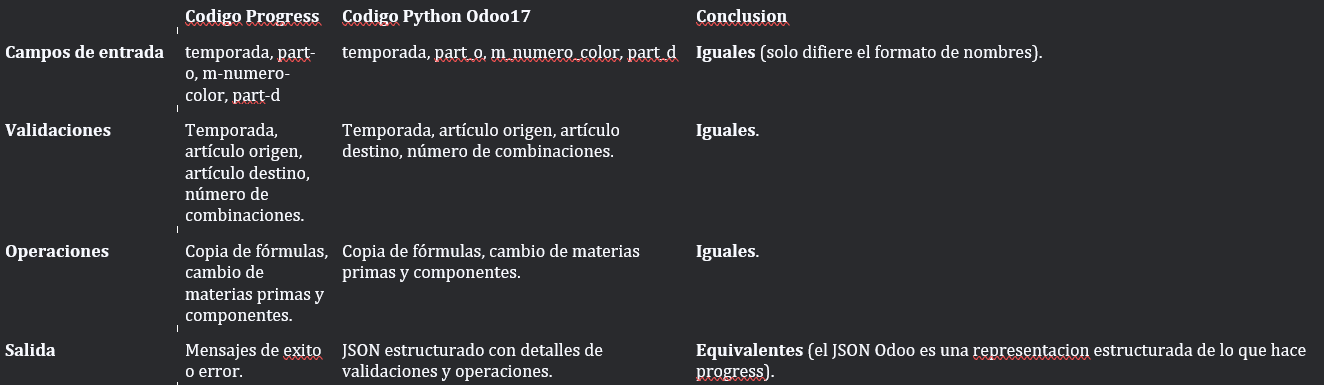 Codigo Progress Codigo Python Odoo17 Conclusion
Campos de entrada temporada, part- temporada, part_o, m_numero_color, part_d Iguales (solo difiere el formato de nombres).
o, m-numero-
color, part-d
Validaciones Temporada, Temporada, artículo origen, artículo Iguales.
artículo origen, destino, número de combinaciones.
artículo destino,
número de
combinaciones.
Operaciones Copia de fórmulas, Copia de fórmulas, cambio de materias Iguales.
cambio de primas y componentes.
materias primas y
componentes.
Salida Mensajes de exito JSON estructurado con detalles de Equivalentes (el JSON Odoo es una representacion estructurada de lo que hace
o error. validaciones y operaciones. progress).